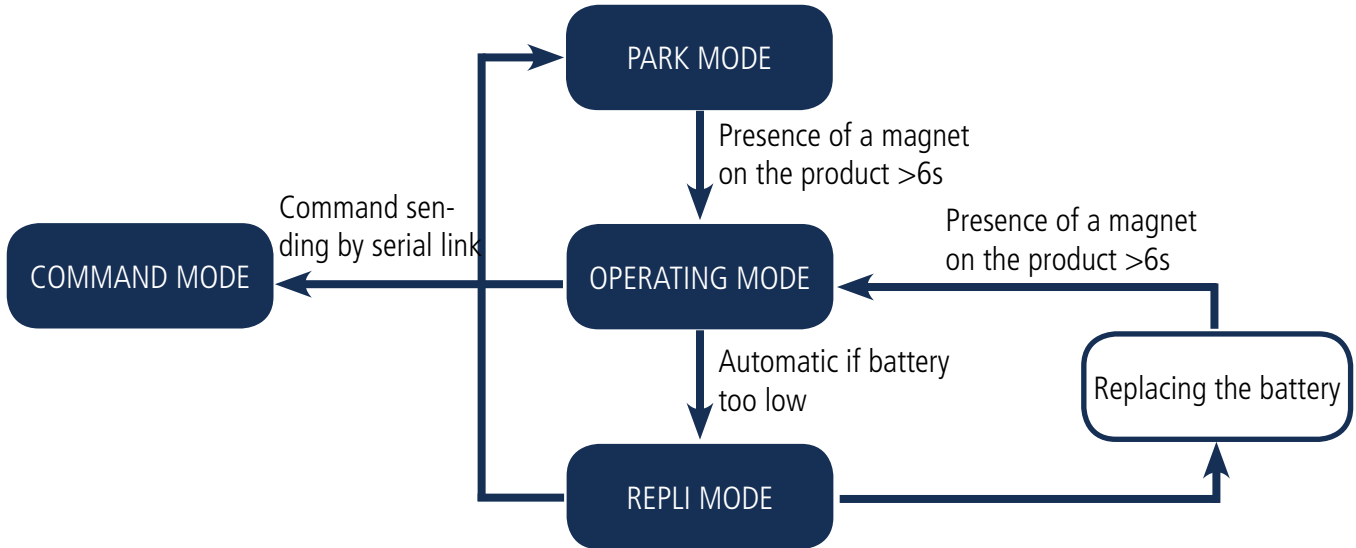 PARK MODE
Presence of a magnet
on the product >6s
Command sen-
ding by serial link
Presence of a magnet
on the product >6s
COMMAND MODE
OPERATING MODE
Automatic if battery
too low
Replacing the battery
REPLI MODE